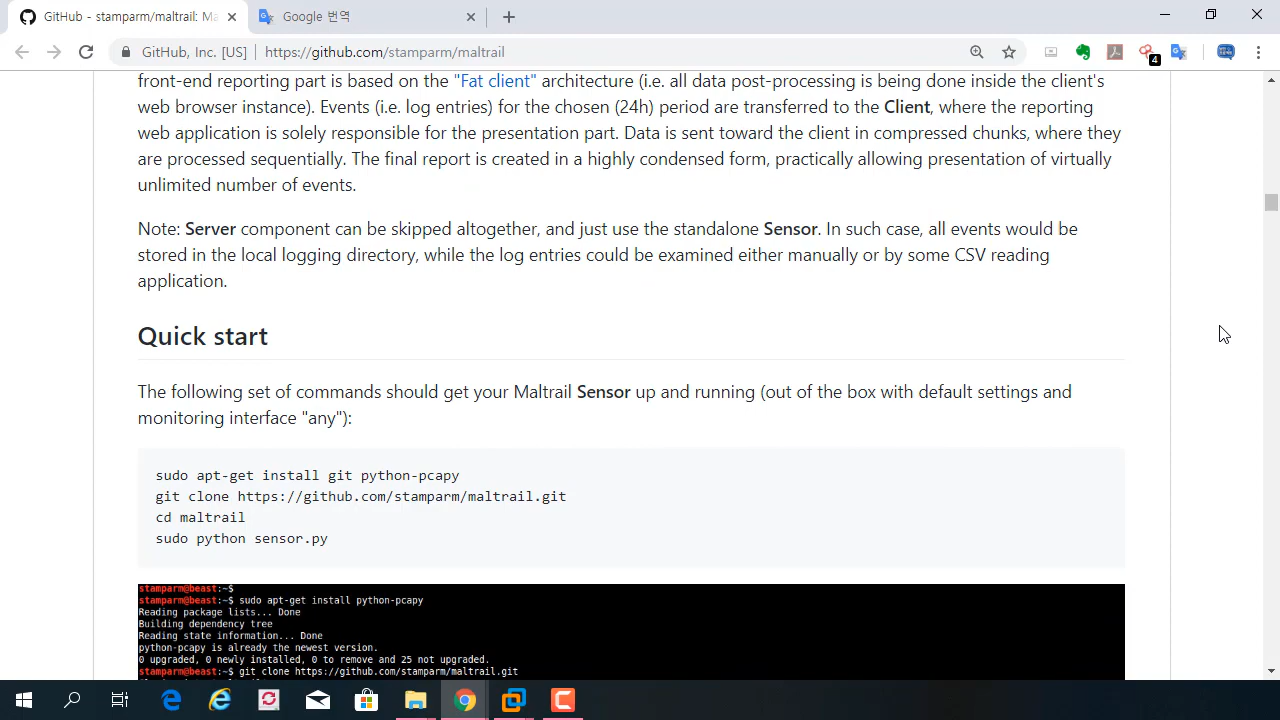 GitHub - stamparm/maltrail: Ma
Google 번역
GitHub, Inc. [US] | https://github.com/stamparm/maltrail
4
front-end reporting part is based on the "Fat client" architecture (i.e. all data post-processing is being done inside the client's
web browser instance). Events (i.e. log entries) for the chosen (24h) period are transferred to the Client, where the reporting
web application is solely responsible for the presentation part. Data is sent toward the client in compressed chunks, where they
are processed sequentially. The final report is created in a highly condensed form, practically allowing presentation of virtually
unlimited number of events.
Note: Server component can be skipped altogether, and just use the standalone Sensor. In such case, all events would be
stored in the local logging directory, while the log entries could be examined either manually or by some CSV reading
application.
Quick start
The following set of commands should get your Maltrail Sensor up and running (out of the box with default settings and
monitoring interface "any"):
sudo apt-get install git python-pcapy
git clone https://github.com/stamparm/maltrail.git
cd maltrail
sudo python sensor.py
stamparm@beast:~$
stamparm@beast:~$ sudo apt-get install python-pcapy
Reading package lists... Done
Building dependency tree
Reading state information... Done
python-pcapy is already the newest version.
0 upgraded, 0 newly installed, 0 to remove and 25 not upgraded.
stamparm@beast:~$ git clone https://github.com/stamparm/maltrail.git